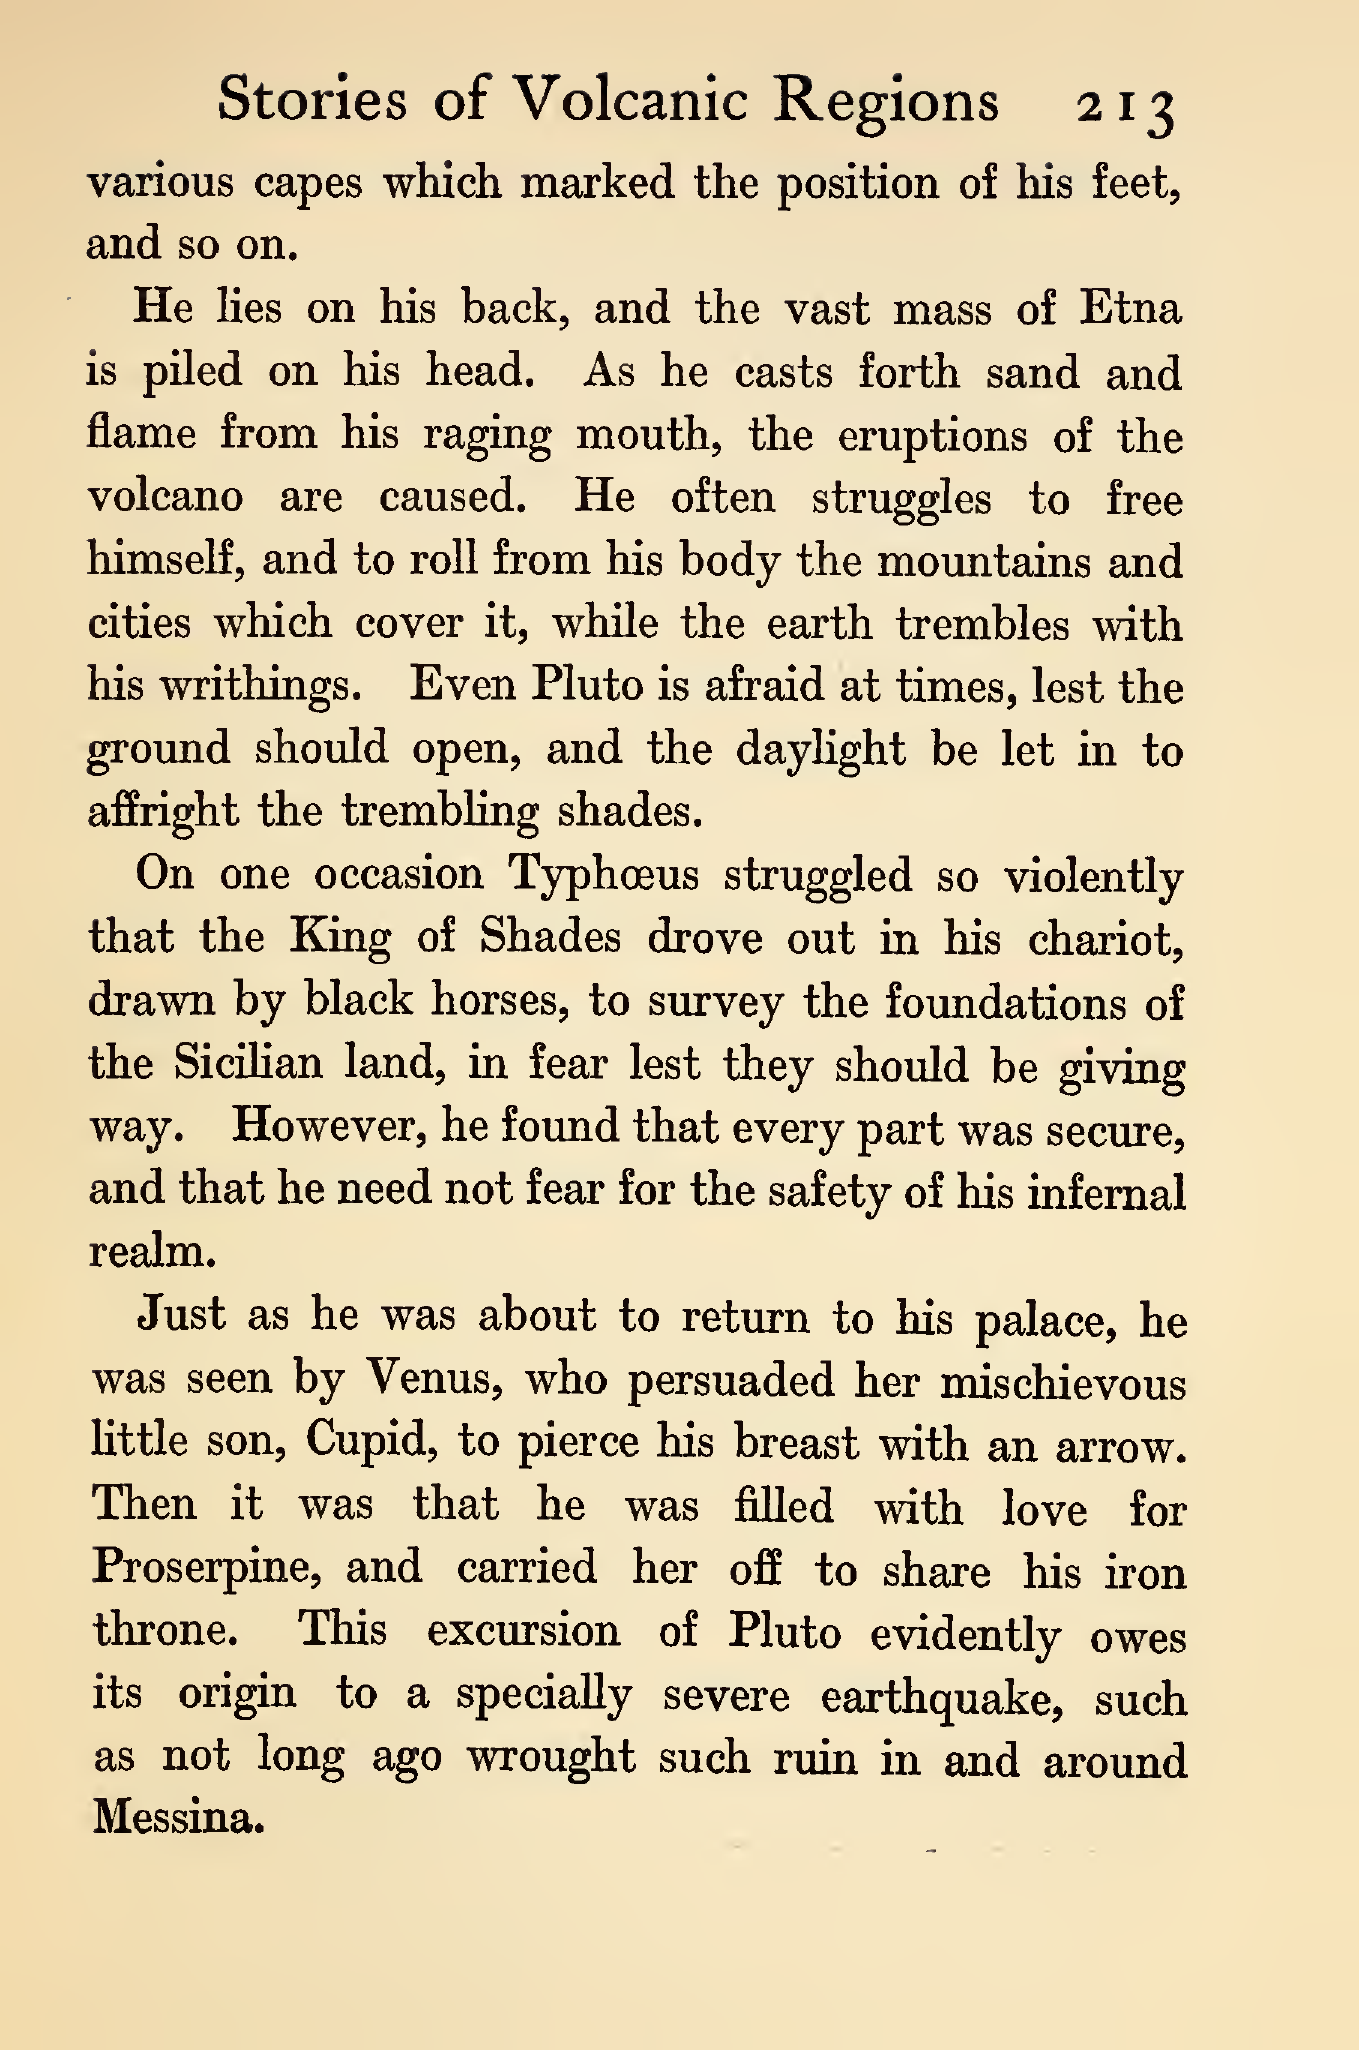 Stories of Volcanic Regions 213
various capes which marked the position of his feet,
and so on.
He lies on his back, and the vast mass of Etna
is piled on his head. As he casts forth sand and
flame from his raging mouth, the eruptions of the
volcano are caused. He often struggles to free
himself, and to roll from his body the mountains and
cities which cover it, while the earth trembles with
his writhings. Even Pluto is afraid at times, lest the
ground should open, and the daylight be let in to
affright the trembling shades.
On one occasion Typhœus struggled so violently
that the King of Shades drove out in his chariot,
drawn by black horses, to survey the foundations of
the Sicilian land, in fear lest they should be giving
way. However, he found that every part was secure,
and that he need not fear for the safety of his infernal
realm.
Just as he was about to return to his palace, he
was seen by Venus, who persuaded her mischievous
little son, Cupid, to pierce his breast with an arrow.
Then it was that he was filled with love for
Proserpine, and carried her off to share his iron
throne. This excursion of Pluto evidently owes
its origin to a specially severe earthquake, such
as not long ago wrought such ruin in and around
Messina.